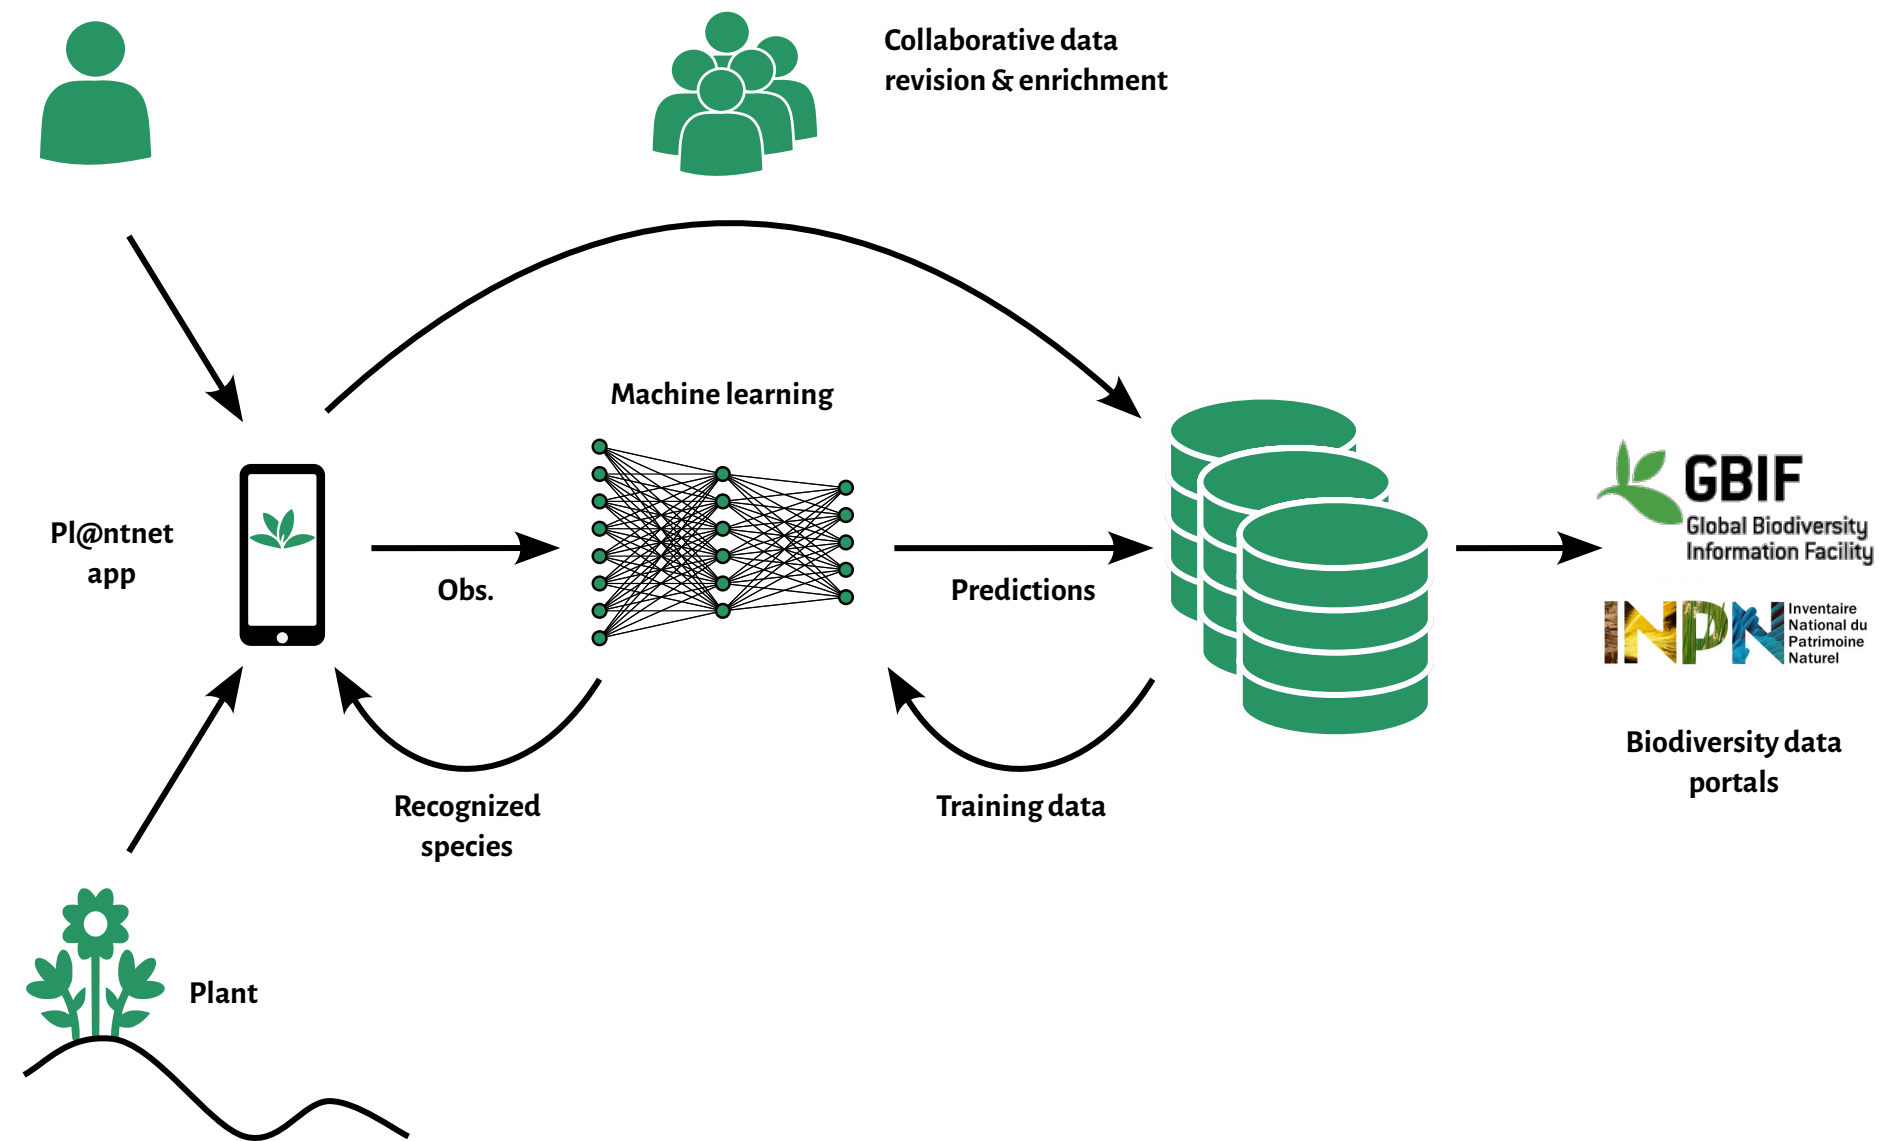 Collaborative data
revision & enrichment
Machine learning
Pl@ntnet
app
Obs.
Predictions
GBIF
Global Biodiversity
Information Facility
INPN
Inventaire
National du
Patrimoine
Naturel
Biodiversity data
portals
Recognized
species
Training data
Plant